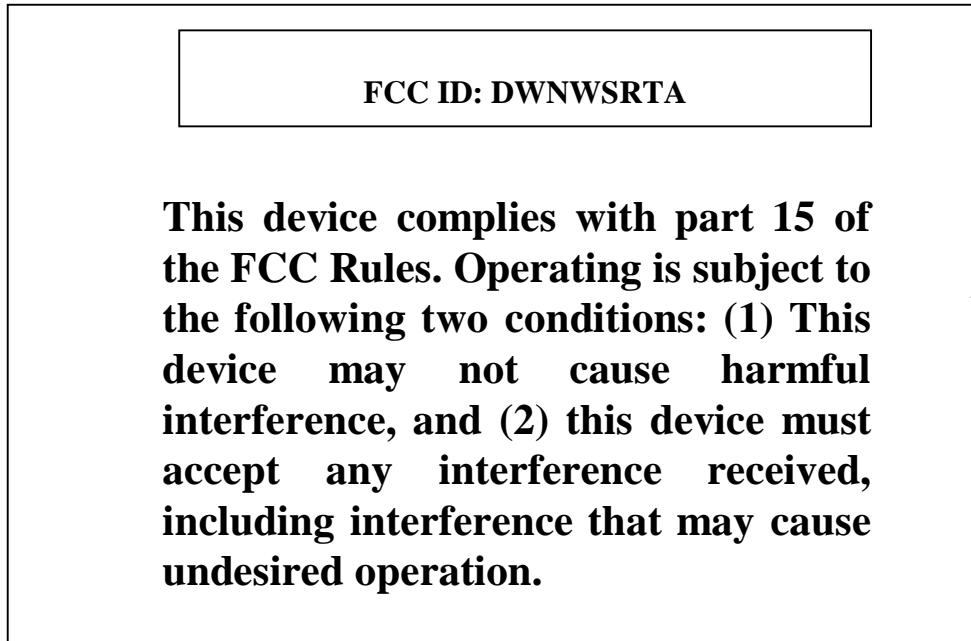 FCC ID: DWNWSRTA
This device complies with part 15 of
the FCC Rules. Operating is subject to
the following two conditions: (1) This
device may not cause harmful
interference, and (2) this device must
accept any interference received,
including interference that may cause
undesired operation.